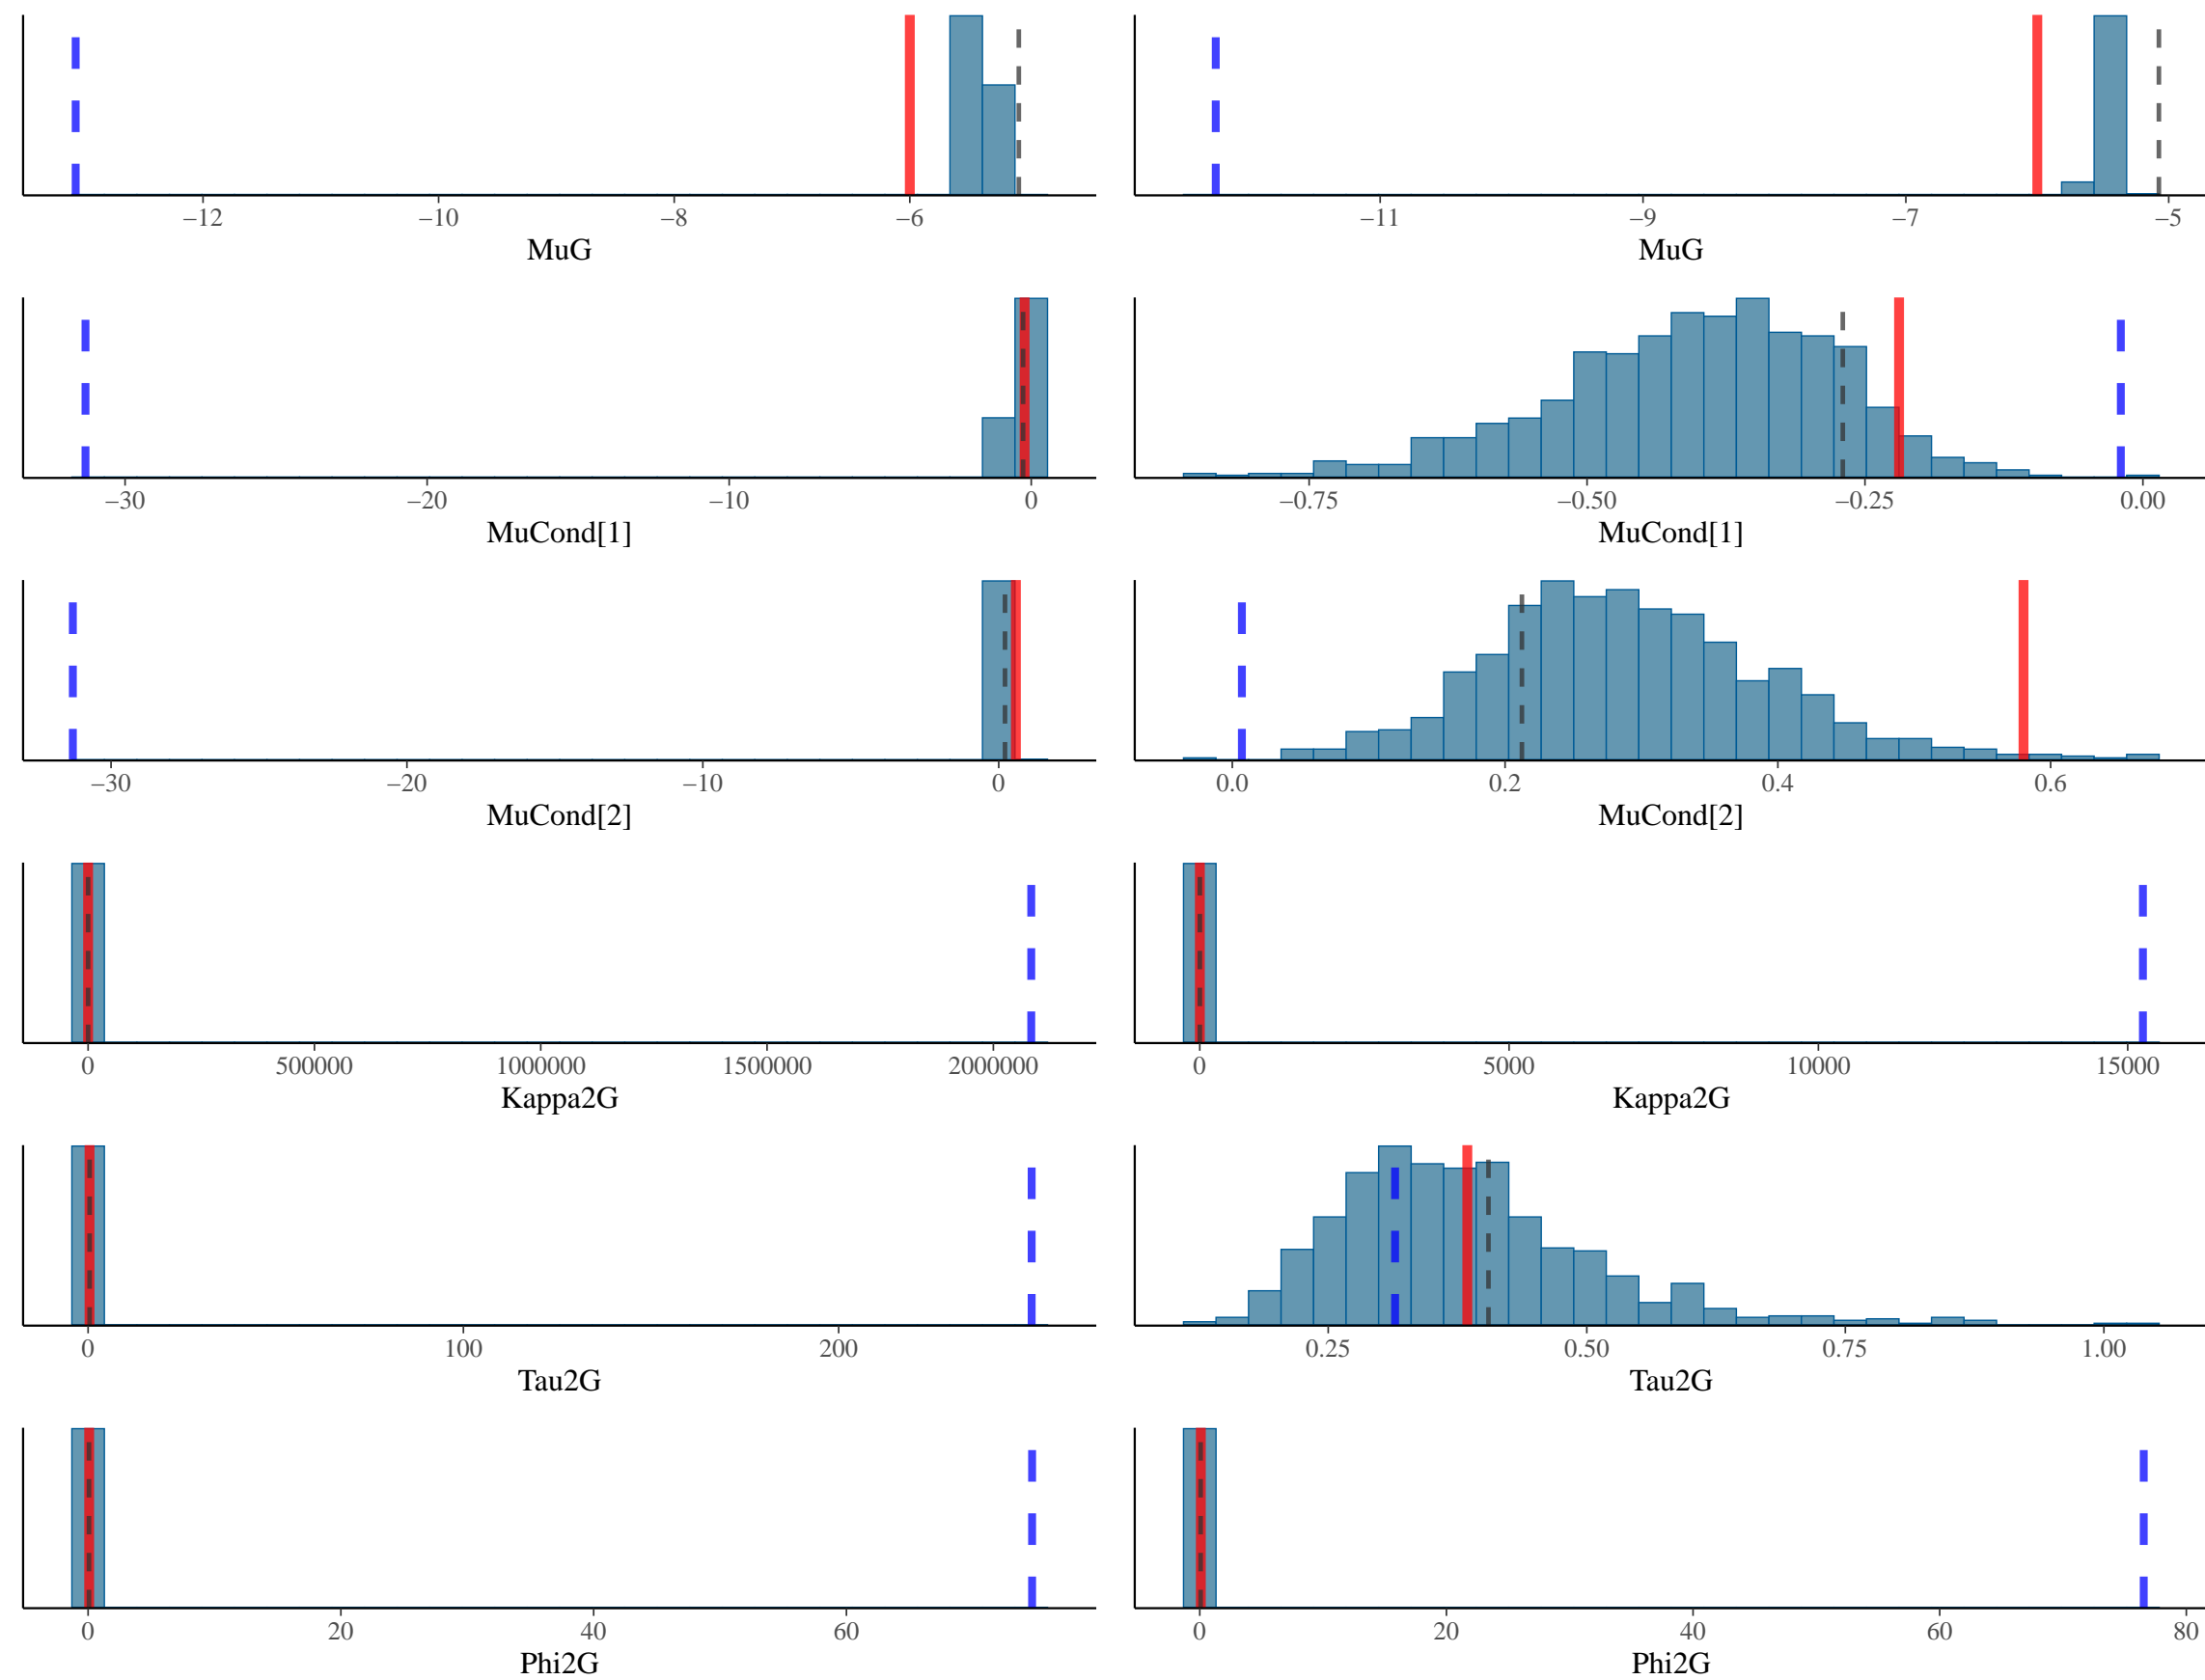 −12 −10 −8 −6
MuG
−11 −9 −7 −5
MuG
−30 −20 −10 0
MuCond[1]
−0.75 −0.50 −0.25 0.00
MuCond[1]
−30 −20 −10 0
MuCond[2]
0.0 0.2 0.4 0.6
MuCond[2]
0 500000 1000000 1500000 2000000
Kappa2G
0 5000 10000 15000
Kappa2G
0 100 200
Tau2G
0.25 0.50 0.75 1.00
Tau2G
0 20 40 60
Phi2G
0 20 40 60 80
Phi2G